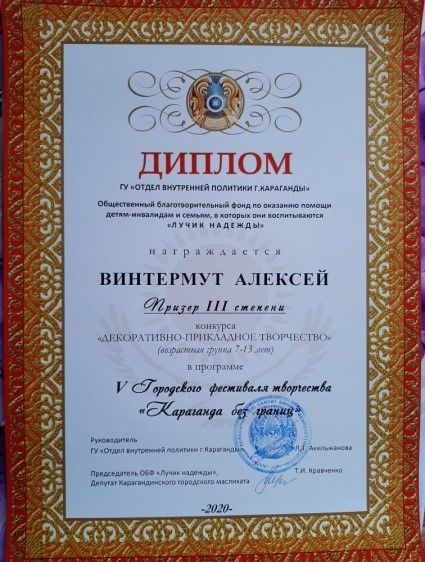 ДИПЛОМ
ГУ «ОТДЕЛ ВНУТРЕННЕЙ ПОЛИТИКИ Г.КАРАГАНДЫ»
Общественный благотворительный фонд по оказанию помощи
детям-инвалидам и семьям, в которых они воспитываются
«ЛУЧИК НАДЕЖДЫ»
награждается
ВИНТЕРМУТ АЛЕКСЕЙ
Призер III степени
конкурса
«ДЕКОРАТИВНО-ПРИКЛАДНОЕ ТВОРЧЕСТВО»
(возрастная группа 7-13 лет)
в программе
V Городского фестиваля творчества
«Караганда без границ»
Руководитель
ГУ «Отдел внутренней политики г.Караганды» Л.Т. Акильжанова
Председатель ОБФ «Лучик надежды», Т.И. Кравченко
Депутат Карагандинского городского маслихата
-2020-